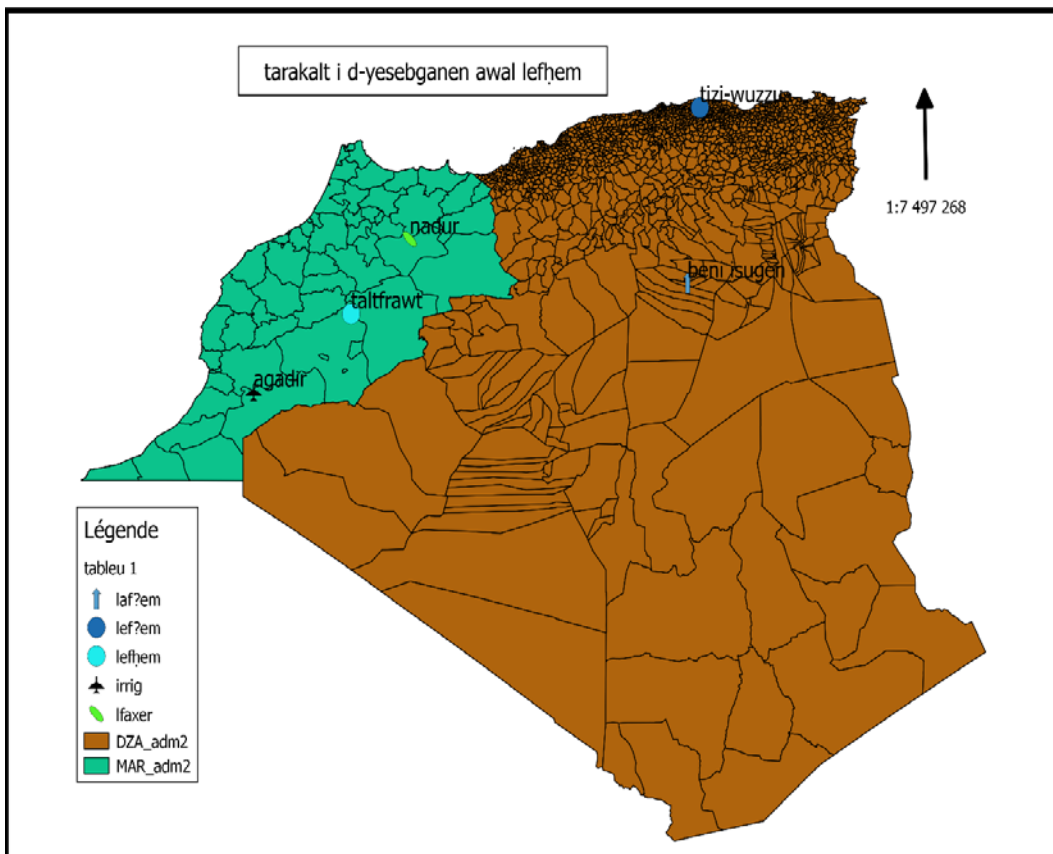 tarakalt i d-yesebganen awal lefḥem
tizi-wuzzu
1:7 497 268
nadur
beni isugen
taltfrawt
agadir
Légende
tableu 1
laf?em
lef?em
lefḥem
irrig
lfaxer
DZA_adm2
MAR_adm2